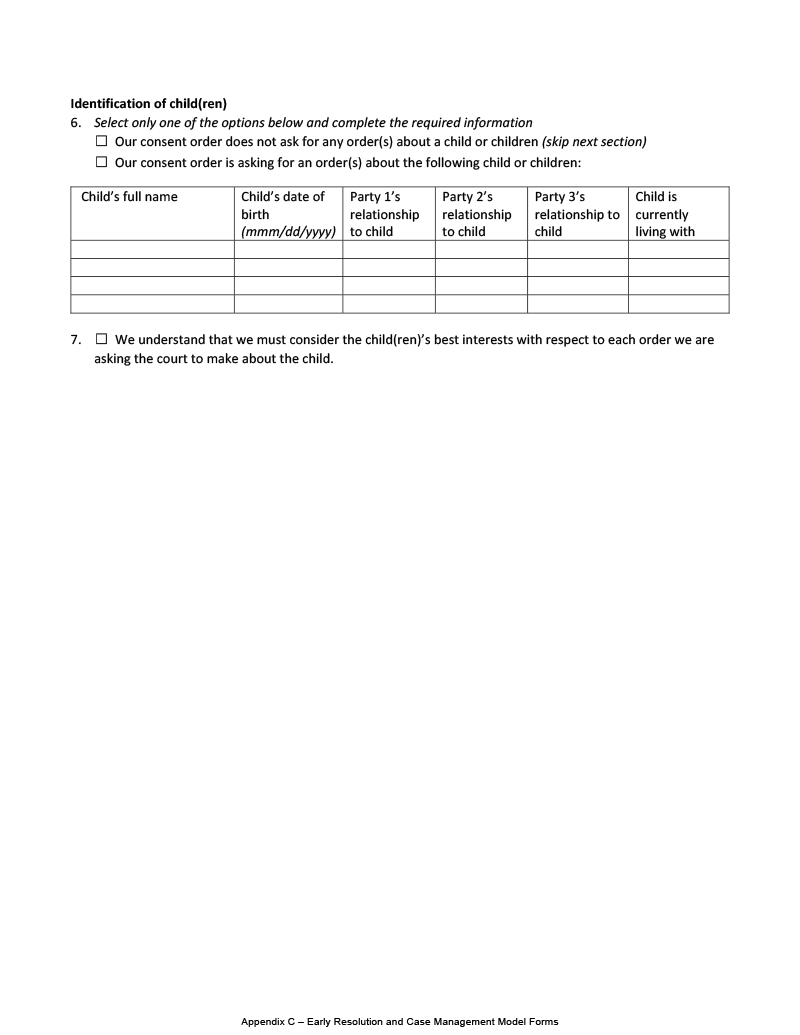 Identification of child(ren)
6. Select only one of the options below and complete the required information
☐ Our consent order does not ask for any order(s) about a child or children (skip next section)
☐ Our consent order is asking for an order(s) about the following child or children:
Child’s full name
Child’s date of
birth
(mmm/dd/yyyy)
Party 1’s
relationship
to child
Party 2’s
relationship
to child
Party 3’s
relationship to
child
Child is
currently
living with
7. ☐ We understand that we must consider the child(ren)’s best interests with respect to each order we are
asking the court to make about the child.
Appendix C – Early Resolution and Case Management Model Forms